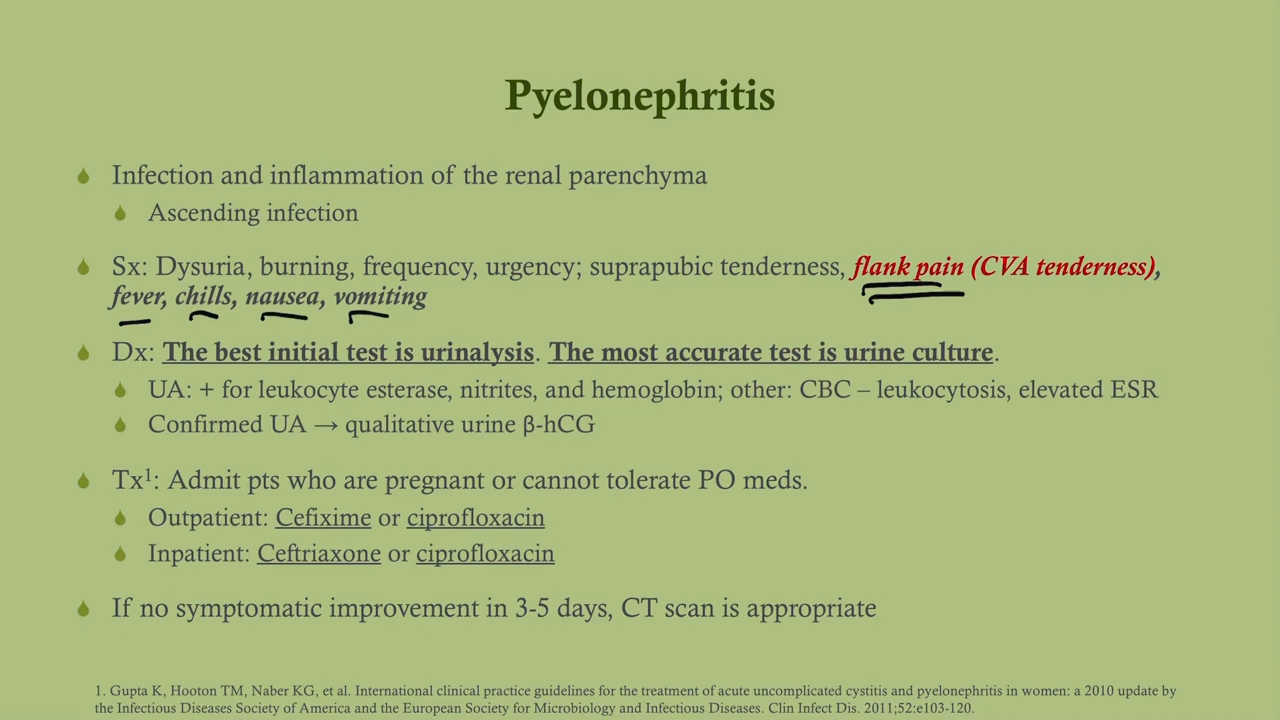 Pyelonephritis
Infection and inflammation of the renal parenchyma
Ascending infection
Sx: Dysuria, burning, frequency, urgency; suprapubic tenderness, flank pain (CVA tenderness),
fever, chills, nausea, vomiting
Dx: The best initial test is urinalysis. The most accurate test is urine culture.
UA: + for leukocyte esterase, nitrites, and hemoglobin; other: CBC – leukocytosis, elevated ESR
Confirmed UA → qualitative urine β-hCG
Tx¹: Admit pts who are pregnant or cannot tolerate PO meds.
Outpatient: Cefixime or ciprofloxacin
Inpatient: Ceftriaxone or ciprofloxacin
If no symptomatic improvement in 3-5 days, CT scan is appropriate
1. Gupta K, Hooton TM, Naber KG, et al. International clinical practice guidelines for the treatment of acute uncomplicated cystitis and pyelonephritis in women: a 2010 update by
the Infectious Diseases Society of America and the European Society for Microbiology and Infectious Diseases. Clin Infect Dis. 2011;52:e103-120.